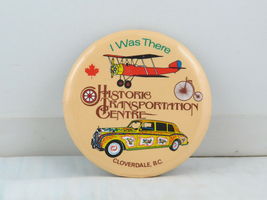 I Was There
Historic
Transportation
Centre
CLOVERDALE, B.C.